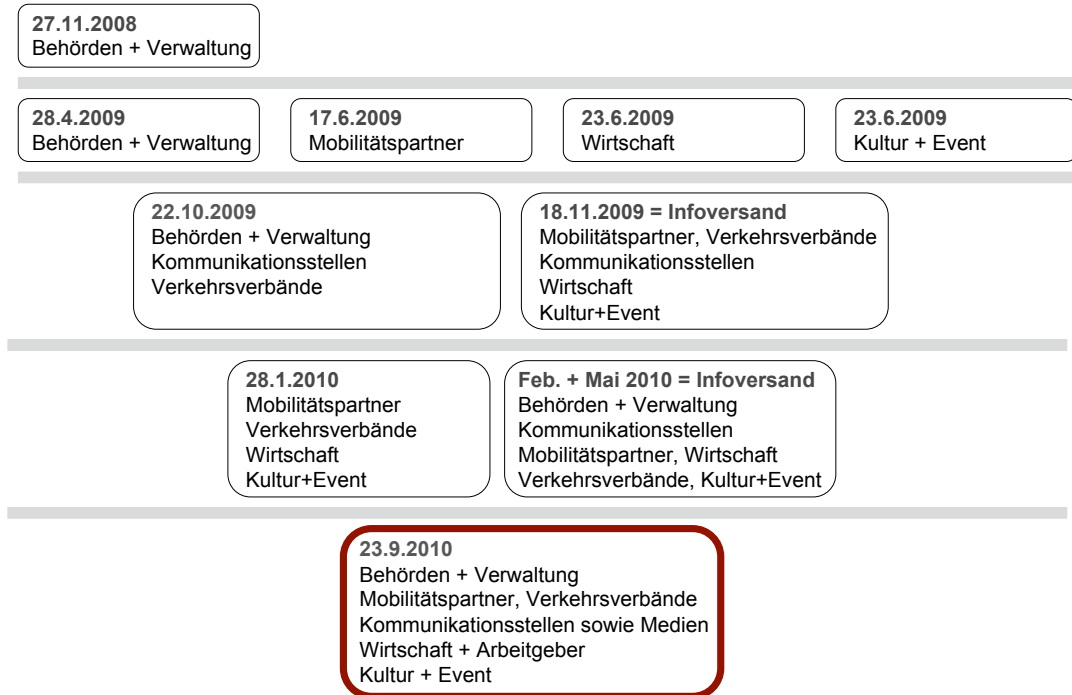 27.11.2008
Behörden + Verwaltung
28.4.2009
Behörden + Verwaltung
17.6.2009
Mobilitätspartner
23.6.2009
Wirtschaft
23.6.2009
Kultur + Event
22.10.2009
Behörden + Verwaltung
Kommunikationsstellen
Verkehrsverbände
18.11.2009 = Infoversand
Mobilitätspartner, Verkehrsverbände
Kommunikationsstellen
Wirtschaft
Kultur+Event
28.1.2010
Mobilitätspartner
Verkehrsverbände
Wirtschaft
Kultur+Event
Feb. + Mai 2010 = Infoversand
Behörden + Verwaltung
Kommunikationsstellen
Mobilitätspartner, Wirtschaft
Verkehrsverbände, Kultur+Event
23.9.2010
Behörden + Verwaltung
Mobilitätspartner, Verkehrsverbände
Kommunikationsstellen sowie Medien
Wirtschaft + Arbeitgeber
Kultur + Event